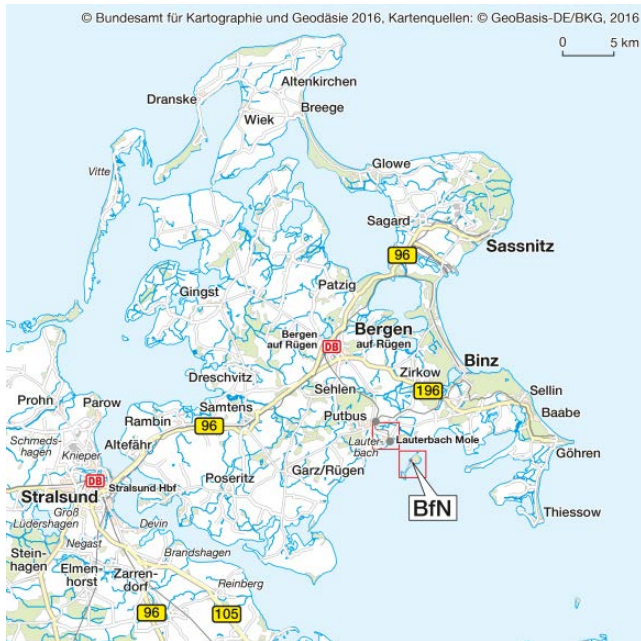 © Bundesamt für Kartographie und Geodäsie 2016, Kartenquellen: © GeoBasis-DE/BKG, 2016
0 5 km
Altenkirchen
Dranske
Breege
Wiek
Vitte
Glowe
Sagard
Sassnitz
96
Gingst
Patzig
Bergen
auf Rügen
DB
Bergen
auf Rügen
Binz
Zirkow
Dreschvitz
Sehlen
196
Sellin
Prohn
Parow
Samtens
Rambin
96
Putbus
Baabe
Schmeds-
hagen
Knieper
Altefähr
Lauter-
bach
Lauterbach Mole
Göhren
DB
Stralsund
Stralsund Hbf
Poseritz
Garz/Rügen
BfN
Thiessow
Groß
Lüdershagen
Devin
Negast
Stein-
hagen
Brandshagen
Elmen-
horst
Zarren-
dorf
Reinberg
96
105